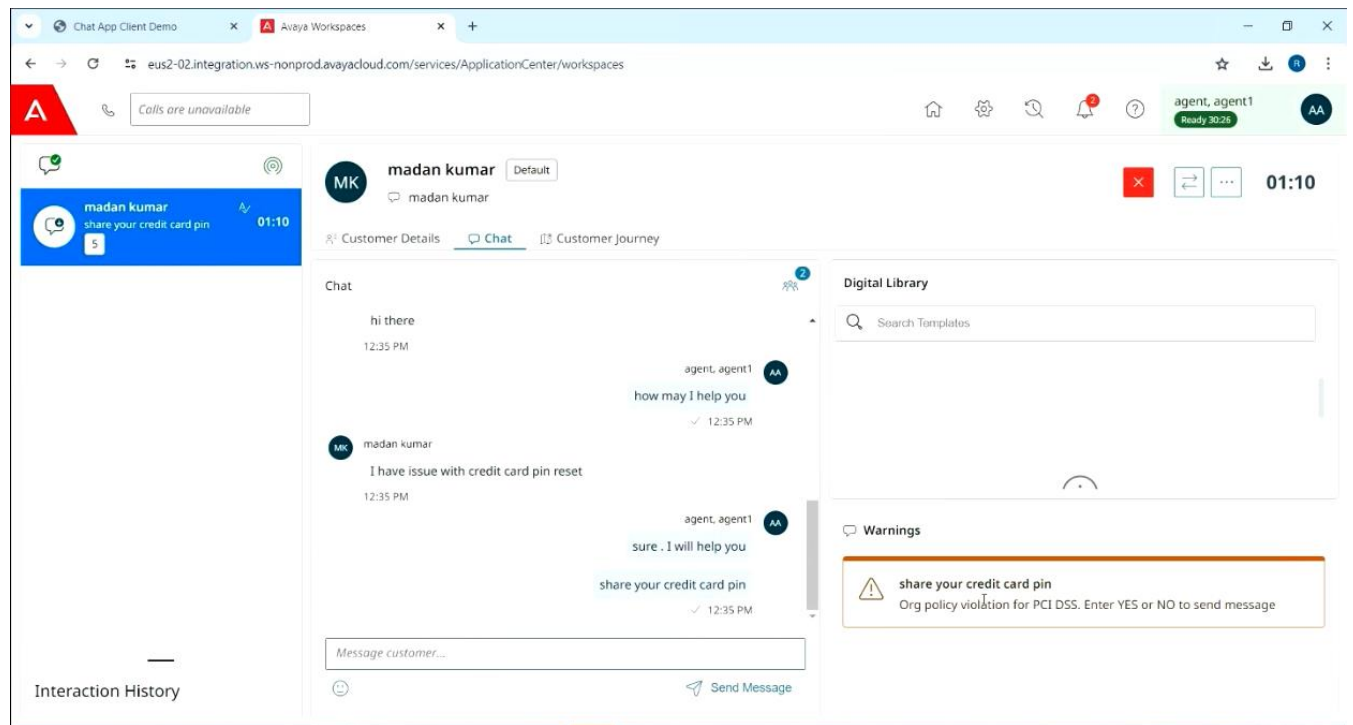 Chat App Client Demo
Avaya Workspaces
eus2-02.integration.ws-nonprod.avayacloud.com/services/ApplicationCenter/workspaces
R
A
Calls are unavailable
2
agent, agent1
Ready 30:26
AA
madan kumar
share your credit card pin
01:10
5
MK
madan kumar
Default
madan kumar
01:10
Customer Details
Chat
Customer Journey
Chat
2
hi there
12:35 PM
agent, agent1
AA
how may I help you
12:35 PM
MK
madan kumar
I have issue with credit card pin reset
12:35 PM
agent, agent1
AA
sure . I will help you
share your credit card pin
12:35 PM
Message customer...
Send Message
Digital Library
Search Templates
Warnings
share your credit card pin
Org policy violation for PCI DSS. Enter YES or NO to send message
Interaction History